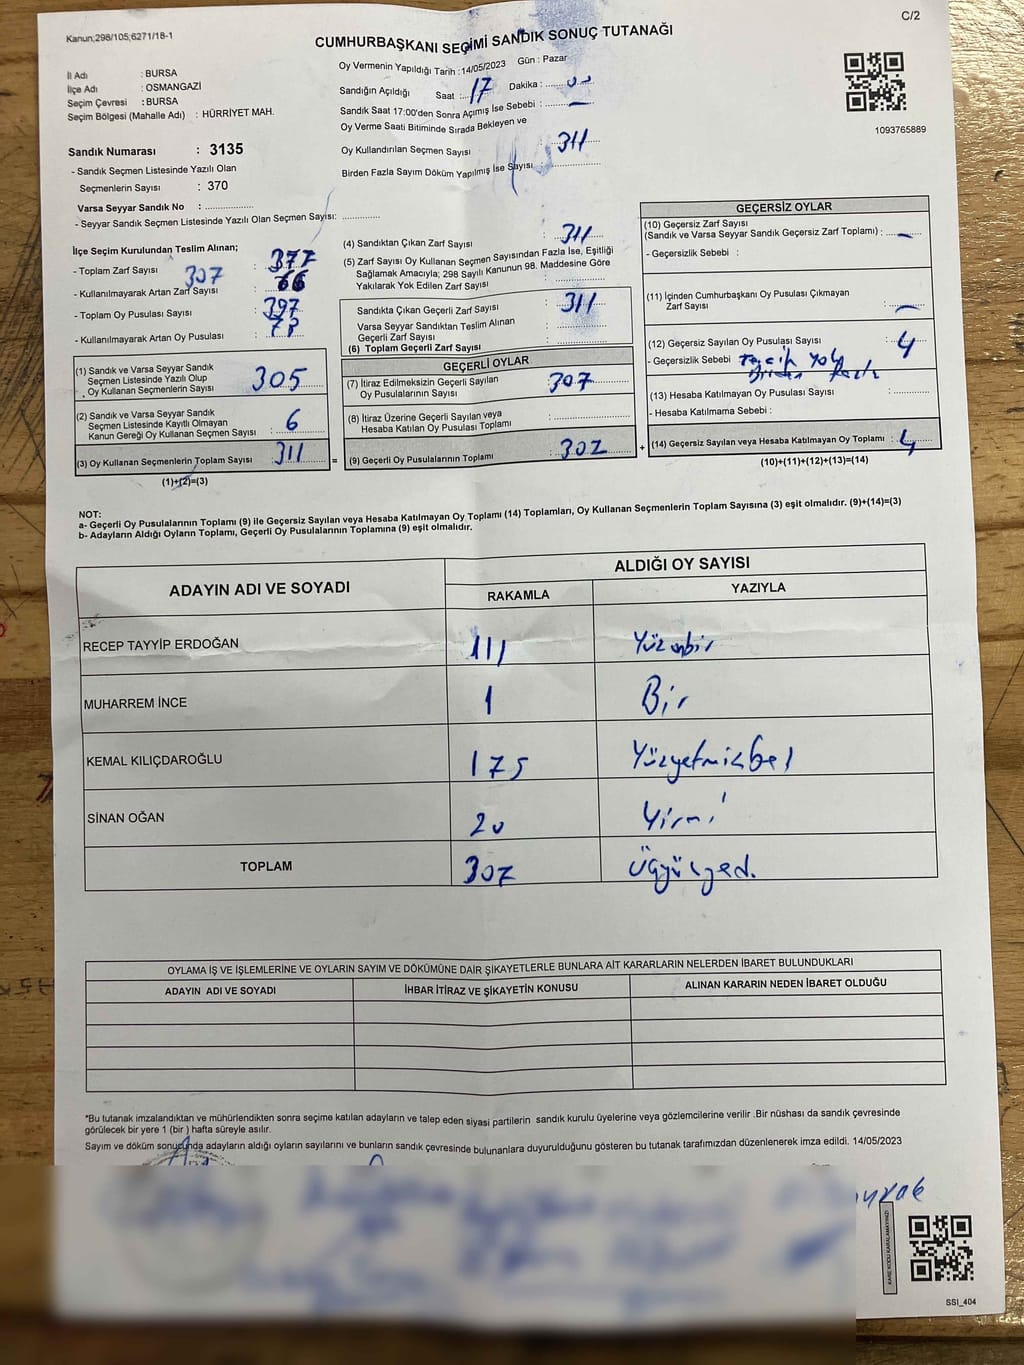 Kanun;298/105;6271/18-1
C/2
CUMHURBAŞKANI SEÇİMİ SANDIK SONUÇ TUTANAĞI
İl Adı : BURSA
İlçe Adı : OSMANGAZİ
Seçim Çevresi : BURSA
Seçim Bölgesi (Mahalle Adı) : HÜRRİYET MAH.
Oy Vermenin Yapıldığı Tarih : 14/05/2023 Gün : Pazar
Sandığın Açıldığı Saat : 17 Dakika :
Sandık Saat 17:00'den Sonra Açımış İse Sebebi : —
Oy Verme Saati Bitiminde Sırada Bekleyen ve
Oy Kullandırılan Seçmen Sayısı : 311
Birden Fazla Sayım Döküm Yapılmış İse Sayısı :
1093765889
Sandık Numarası : 3135
- Sandık Seçmen Listesinde Yazılı Olan
Seçmenlerin Sayısı : 370
Varsa Seyyar Sandık No :
- Seyyar Sandık Seçmen Listesinde Yazılı Olan Seçmen Sayısı:
İlçe Seçim Kurulundan Teslim Alınan;
- Toplam Zarf Sayısı : 377
307
- Kullanılmayarak Artan Zarf Sayısı : 66
- Toplam Oy Pusulası Sayısı : 397
- Kullanılmayarak Artan Oy Pusulası :
(1) Sandık ve Varsa Seyyar Sandık
Seçmen Listesinde Yazılı Olup
Oy Kullanan Seçmenlerin Sayısı : 305
(2) Sandık ve Varsa Seyyar Sandık
Seçmen Listesinde Kayıtlı Olmayan
Kanun Gereği Oy Kullanan Seçmen Sayısı : 6
(3) Oy Kullanan Seçmenlerin Toplam Sayısı : 311
(1)+(2)=(3)
(4) Sandıktan Çıkan Zarf Sayısı : 311
(5) Zarf Sayısı Oy Kullanan Seçmen Sayısından Fazla İse, Eşitliği
Sağlamak Amacıyla; 298 Sayılı Kanunun 98. Maddesine Göre
Yakılarak Yok Edilen Zarf Sayısı :
Sandıkta Çıkan Geçerli Zarf Sayısı : 311
Varsa Seyyar Sandıktan Teslim Alınan
Geçerli Zarf Sayısı :
(6) Toplam Geçerli Zarf Sayısı :
=
GEÇERLİ OYLAR
(7) İtiraz Edilmeksizin Geçerli Sayılan
Oy Pusulalarının Sayısı : 307
(8) İtiraz Üzerine Geçerli Sayılan veya
Hesaba Katılan Oy Pusulası Toplamı :
(9) Geçerli Oy Pusulalarının Toplamı : 307
+
GEÇERSİZ OYLAR
(10) Geçersiz Zarf Sayısı
(Sandık ve Varsa Seyyar Sandık Geçersiz Zarf Toplamı) : —
- Geçersizlik Sebebi :
(11) İçinden Cumhurbaşkanı Oy Pusulası Çıkmayan
Zarf Sayısı : —
(12) Geçersiz Sayılan Oy Pusulası Sayısı : 4
- Geçersizlik Sebebi
(13) Hesaba Katılmayan Oy Pusulası Sayısı :
- Hesaba Katılmama Sebebi :
(14) Geçersiz Sayılan veya Hesaba Katılmayan Oy Toplamı : 4
(10)+(11)+(12)+(13)=(14)
NOT:
a- Geçerli Oy Pusulalarının Toplamı (9) ile Geçersiz Sayılan veya Hesaba Katılmayan Oy Toplamı (14) Toplamları, Oy Kullanan Seçmenlerin Toplam Sayısına (3) eşit olmalıdır. (9)+(14)=(3)
b- Adayların Aldığı Oyların Toplamı, Geçerli Oy Pusulalarının Toplamına (9) eşit olmalıdır.
ADAYIN ADI VE SOYADI
ALDIĞI OY SAYISI
RAKAMLA YAZIYLA
RECEP TAYYİP ERDOĞAN 111 Yüzonbir
MUHARREM İNCE 1 Bir
KEMAL KILIÇDAROĞLU 175 Yüzyetmişbeş
SİNAN OĞAN 20 Yirmi
TOPLAM 307 Üçyüzyedi
OYLAMA İŞ VE İŞLEMLERİNE VE OYLARIN SAYIM VE DÖKÜMÜNE DAİR ŞİKAYETLERLE BUNLARA AİT KARARLARIN NELERDEN İBARET BULUNDUKLARI
ADAYIN ADI VE SOYADI İHBAR İTİRAZ VE ŞİKAYETİN KONUSU ALINAN KARARIN NEDEN İBARET OLDUĞU
*Bu tutanak imzalandıktan ve mühürlendikten sonra seçime katılan adayların ve talep eden siyasi partilerin sandık kurulu üyelerine veya gözlemcilerine verilir .Bir nüshası da sandık çevresinde
görülecek bir yere 1 (bir ) hafta süreyle asılır.
Sayım ve döküm sonucunda adayların aldığı oyların sayılarını ve bunların sandık çevresinde bulunanlara duyurulduğunu gösteren bu tutanak tarafımızdan düzenlenerek imza edildi. 14/05/2023
KARE KODU KARALAMAYINIZ!
SSI_404